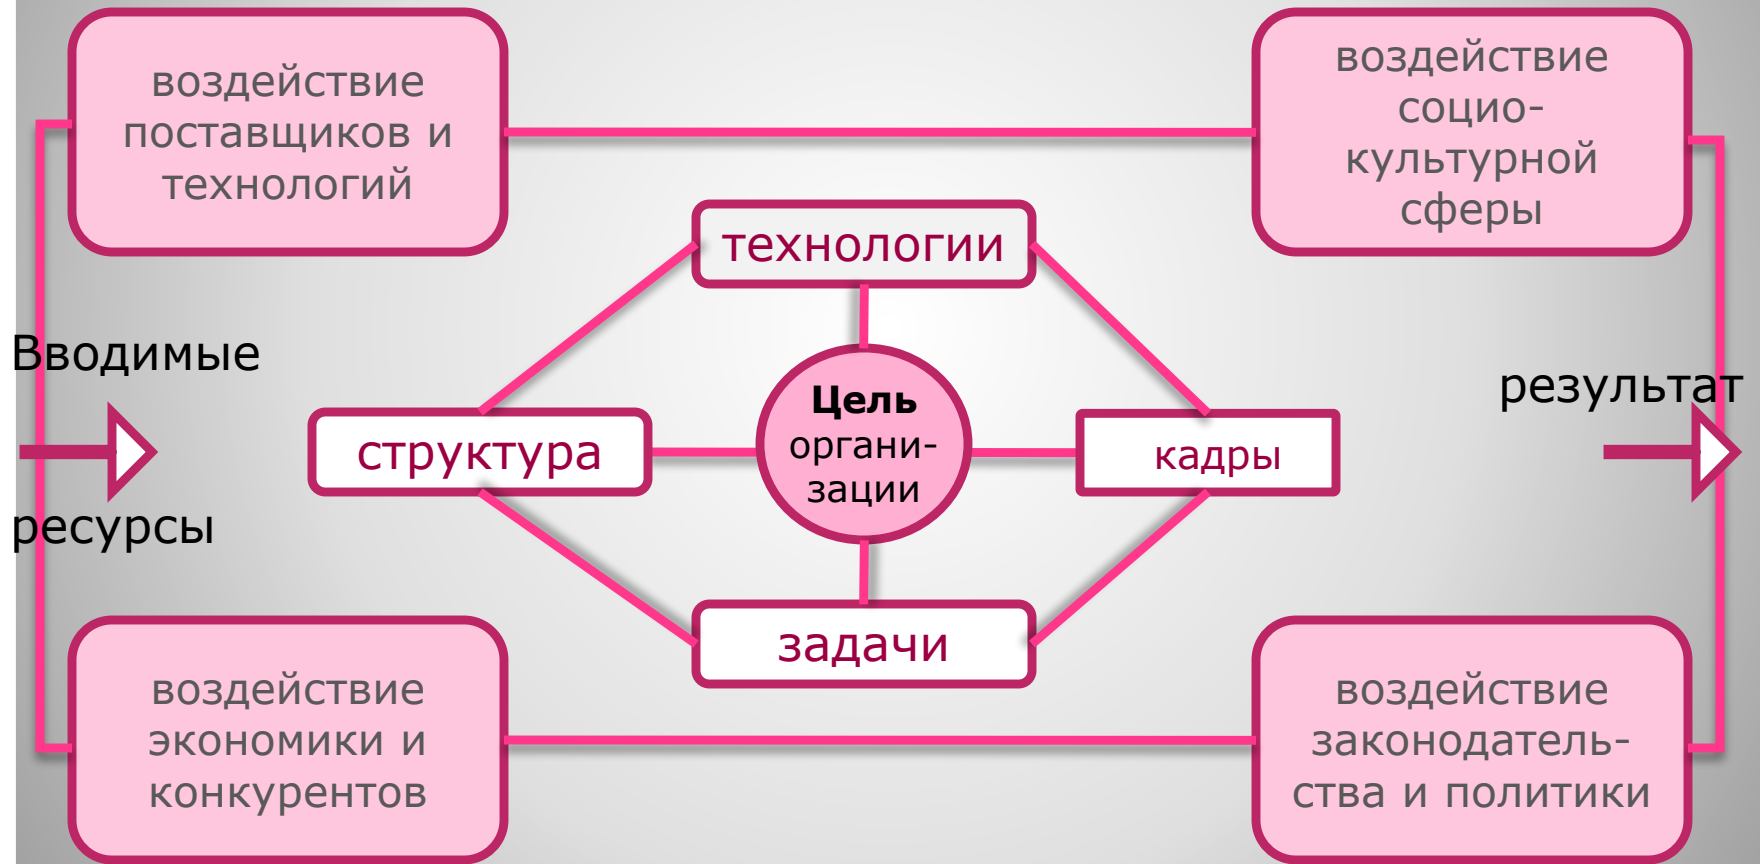 воздействие
поставщиков и
технологий
воздействие
социо-
культурной
сферы
технологии
Вводимые
ресурсы
структура
Цель
органи-
зации
кадры
результат
задачи
воздействие
экономики и
конкурентов
воздействие
законодатель-
ства и политики